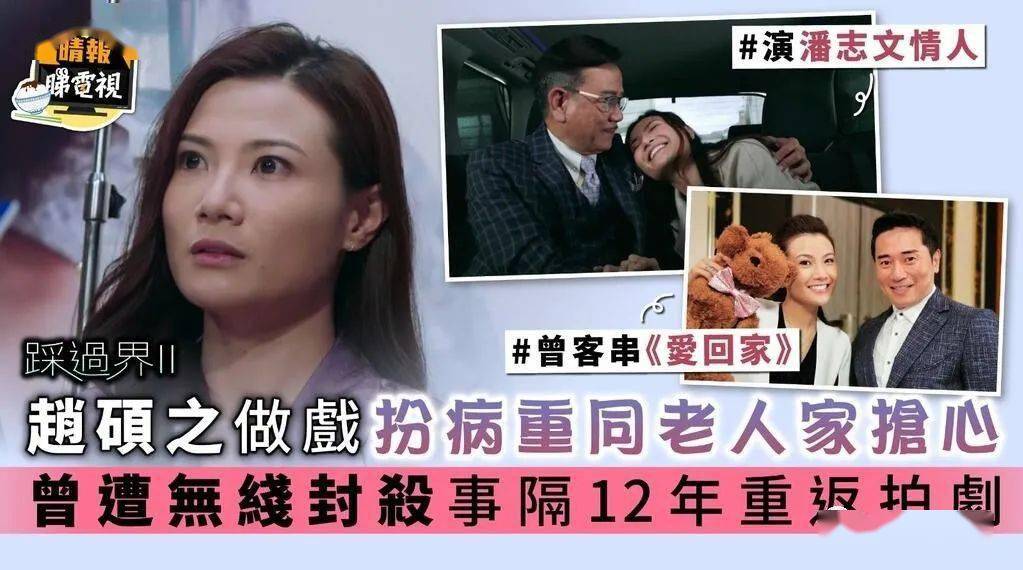 晴報
睇電視
#演潘志文情人
#曾客串《愛回家》
踩過界II
趙碩之做戲扮病重同老人家搶心
曾遭無綫封殺事隔12年重返拍劇